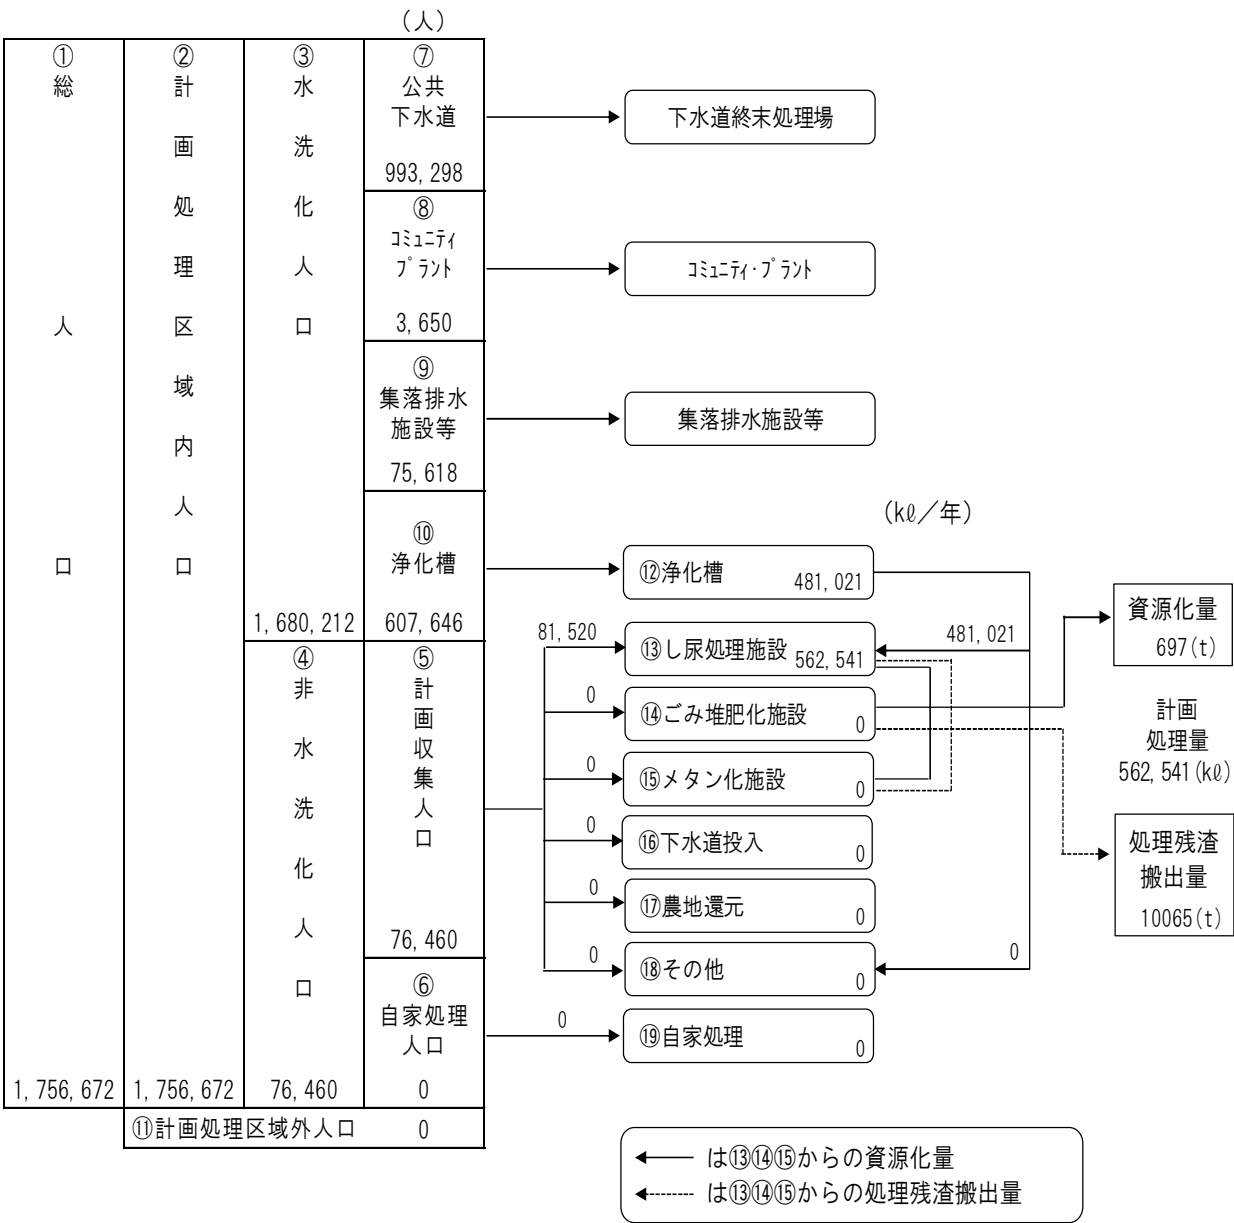 (人)
①
総人口
1,756,672
②
計画処理区域内人口
1,756,672
③
水洗化人口
1,680,212
④
非水洗化人口
76,460
⑦
公共
下水道
993,298
⑧
ｺﾐｭﾆﾃｨ
ﾌﾟﾗﾝﾄ
3,650
⑨
集落排水
施設等
75,618
⑩
浄化槽
607,646
⑤
計画収集人口
76,460
⑥
自家処理
人口
0
⑪計画処理区域外人口 0
下水道終末処理場
ｺﾐｭﾆﾃｨ・ﾌﾟﾗﾝﾄ
集落排水施設等
(kℓ／年)
⑫浄化槽 481,021
81,520
⑬し尿処理施設 562,541
481,021
0
⑭ごみ堆肥化施設 0
0
⑮メタン化施設 0
0
⑯下水道投入 0
0
⑰農地還元 0
0
⑱その他 0
0
0
⑲自家処理 0
資源化量
697(t)
計画
処理量
562,541(kℓ)
処理残渣
搬出量
10065(t)
は⑬⑭⑮からの資源化量
は⑬⑭⑮からの処理残渣搬出量